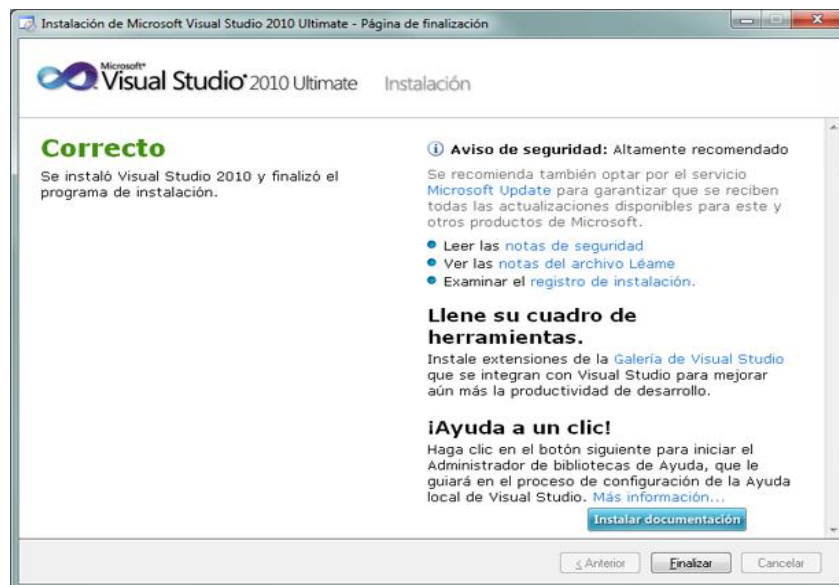 Instalación de Microsoft Visual Studio 2010 Ultimate - Página de finalización
Microsoft®
Visual Studio® 2010 Ultimate Instalación
Correcto
Se instaló Visual Studio 2010 y finalizó el
programa de instalación.
Aviso de seguridad: Altamente recomendado
Se recomienda también optar por el servicio
Microsoft Update para garantizar que se reciben
todas las actualizaciones disponibles para este y
otros productos de Microsoft.
Leer las notas de seguridad
Ver las notas del archivo Léame
Examinar el registro de instalación.
Llene su cuadro de
herramientas.
Instale extensiones de la Galería de Visual Studio
que se integran con Visual Studio para mejorar
aún más la productividad de desarrollo.
¡Ayuda a un clic!
Haga clic en el botón siguiente para iniciar el
Administrador de bibliotecas de Ayuda, que le
guiará en el proceso de configuración de la Ayuda
local de Visual Studio. Más información...
Instalar documentación
< Anterior Finalizar Cancelar